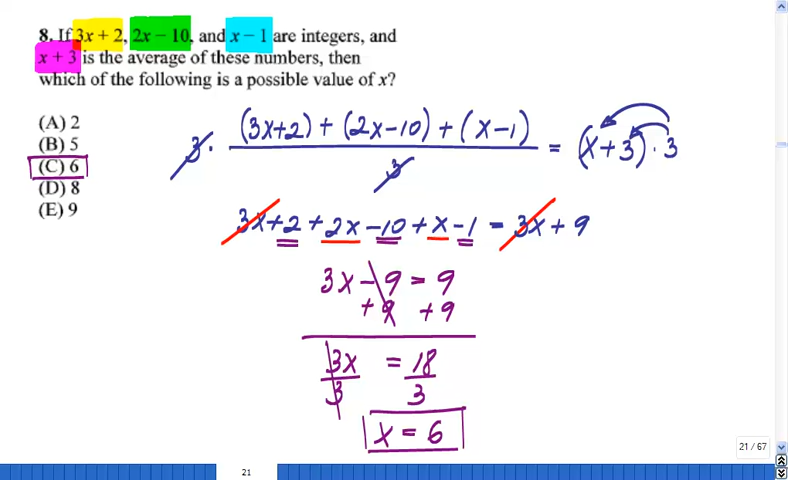 8. If 3x + 2, 2x − 10, and x − 1 are integers, and
x + 3 is the average of these numbers, then
which of the following is a possible value of x?
(A) 2
(B) 5
(C) 6
(D) 8
(E) 9
3 · (3x+2) + (2x−10) + (x−1) / 3 = (x+3) · 3
3x + 2 + 2x − 10 + x − 1 = 3x + 9
3x − 9 = 9
+ 9 + 9
3x / 3 = 18 / 3
x = 6
21 / 67
21